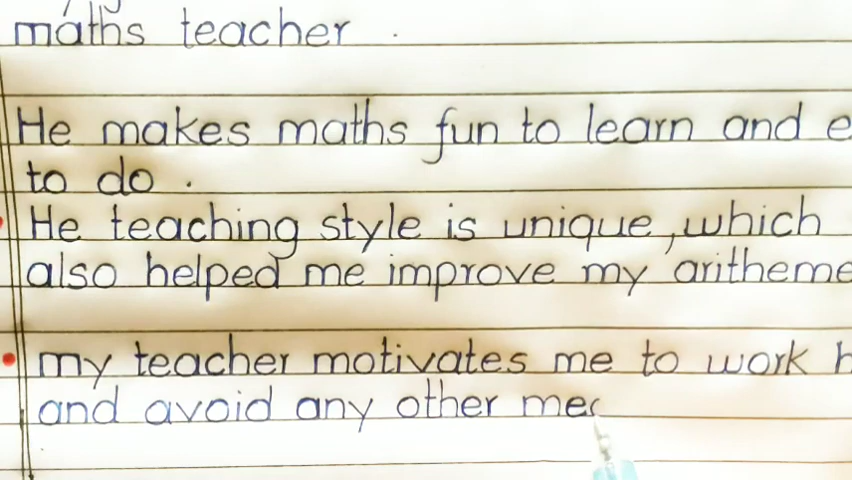 maths teacher .
He makes maths fun to learn and
to do .
He teaching style is unique, which
also helped me improve my
my teacher motivates me to work
and avoid any other